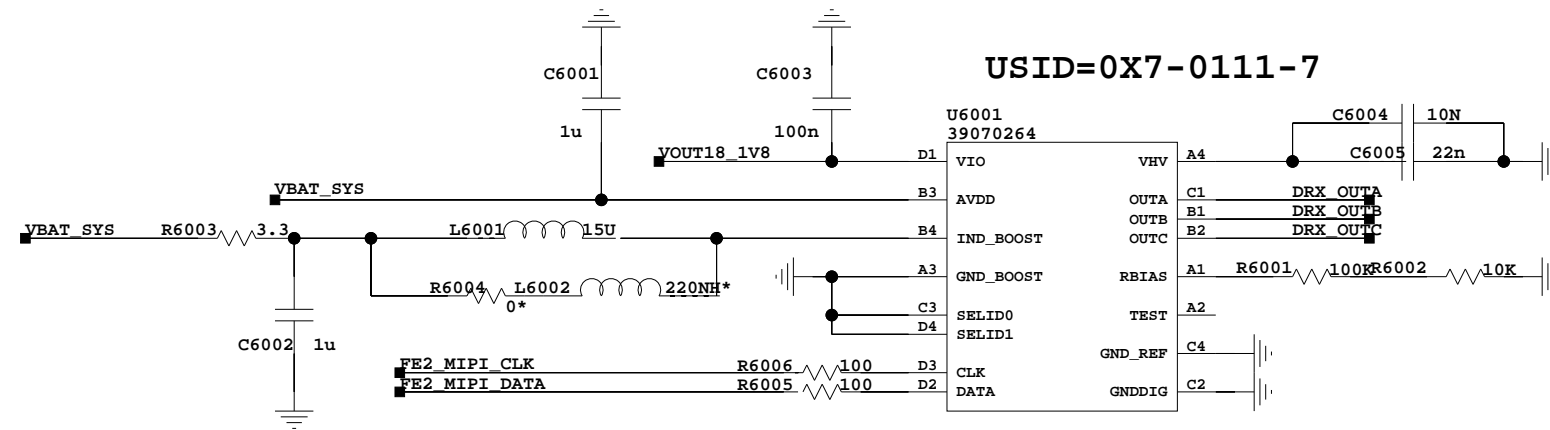 USID=0X7-0111-7
C6001
1u
C6003
100n
U6001
39070264
C6004 10N
C6005 22n
VOUT18_1V8
D1 VIO
VHV A4
VBAT_SYS
B3 AVDD
OUTA C1 DRX_OUTA
OUTB B1 DRX_OUTB
VBAT_SYS R6003 3.3
L6001 15U
B4 IND_BOOST
OUTC B2 DRX_OUTC
A3 GND_BOOST
RBIAS A1 R6001 100K R6002 10K
R6004 L6002 220NH*
0*
C3 SELID0
TEST A2
D4 SELID1
C6002 1u
GND_REF C4
FE2_MIPI_CLK R6006 100 D3 CLK
FE2_MIPI_DATA R6005 100 D2 DATA
GNDDIG C2